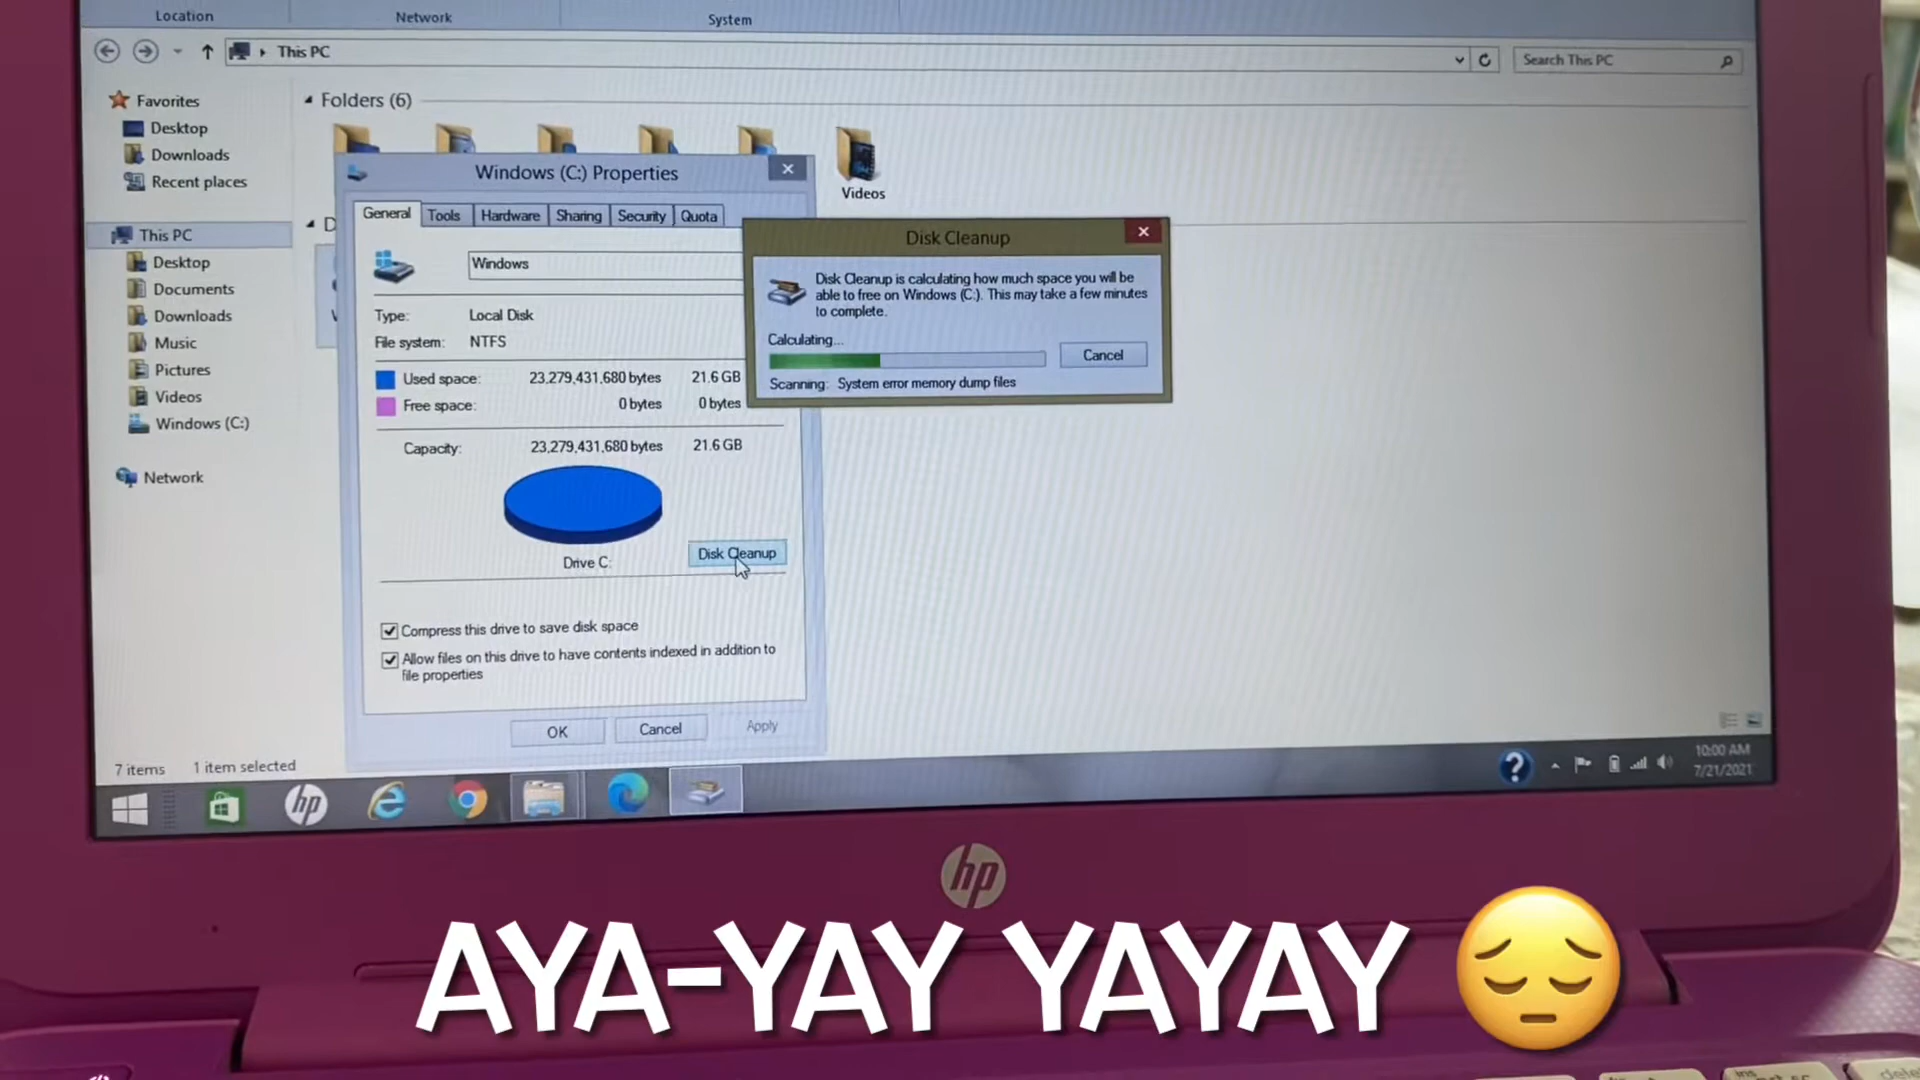 Location
Network
System
This PC
Search This PC
Favorites
Desktop
Downloads
Recent places
This PC
Desktop
Documents
Downloads
Music
Pictures
Videos
Windows (C:)
Network
Folders (6)
Videos
D
Windows (C:) Properties
General
Tools
Hardware
Sharing
Security
Quota
Windows
Type: Local Disk
File system: NTFS
Used space: 23,279,431,680 bytes 21.6 GB
Free space: 0 bytes 0 bytes
Capacity: 23,279,431,680 bytes 21.6 GB
Drive C:
Disk Cleanup
Compress this drive to save disk space
Allow files on this drive to have contents indexed in addition to
file properties
OK
Cancel
Apply
Disk Cleanup
Disk Cleanup is calculating how much space you will be
able to free on Windows (C:). This may take a few minutes
to complete.
Calculating...
Cancel
Scanning: System error memory dump files
7 items 1 item selected
hp
10:00 AM
7/21/2021
hp
AYA-YAY YAYAY 😔
ins